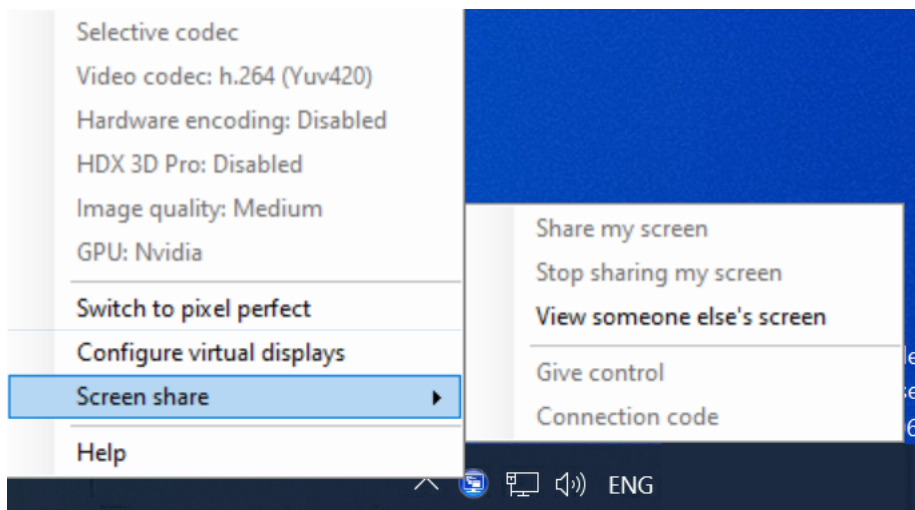 Selective codec
Video codec: h.264 (Yuv420)
Hardware encoding: Disabled
HDX 3D Pro: Disabled
Image quality: Medium
GPU: Nvidia
Switch to pixel perfect
Configure virtual displays
Screen share
Help
Share my screen
Stop sharing my screen
View someone else's screen
Give control
Connection code
ENG